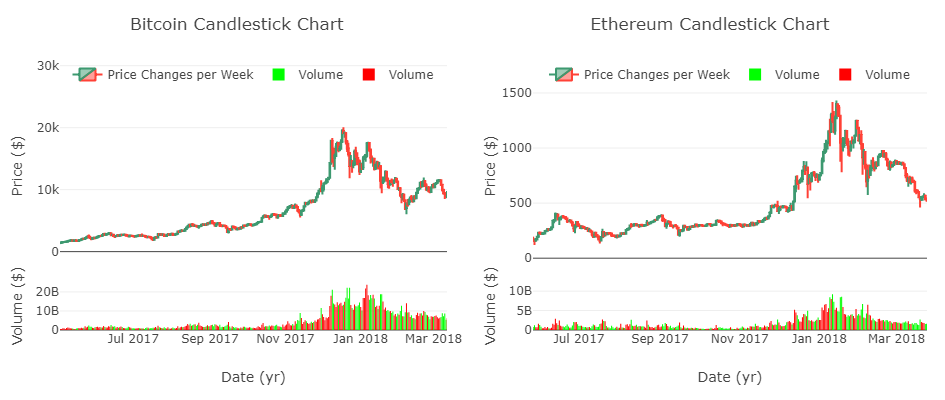 Bitcoin Candlestick Chart
Price Changes per Week Volume Volume
30k
20k
10k
0
Price ($)
20B
10B
0
Volume ($)
Jul 2017 Sep 2017 Nov 2017 Jan 2018 Mar 2018
Date (yr)
Ethereum Candlestick Chart
Price Changes per Week Volume Volume
1500
1000
500
0
Price ($)
10B
5B
0
Volume ($)
Jul 2017 Sep 2017 Nov 2017 Jan 2018 Mar 2018
Date (yr)